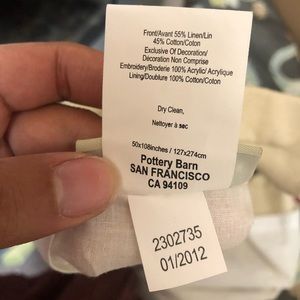 Front/Avant 55% Linen/Lin
45% Cotton/Coton
Exclusive Of Decoration/
Décoration Non Comprise
Embroidery/Broderie 100% Acrylic/ Acrylique
Lining/Doublure 100% Cotton/Coton
Dry Clean,
Nettoyer à sec
50x108inches / 127x274cm
Pottery Barn
SAN FRANCISCO
CA 94109
2302735
01/2012